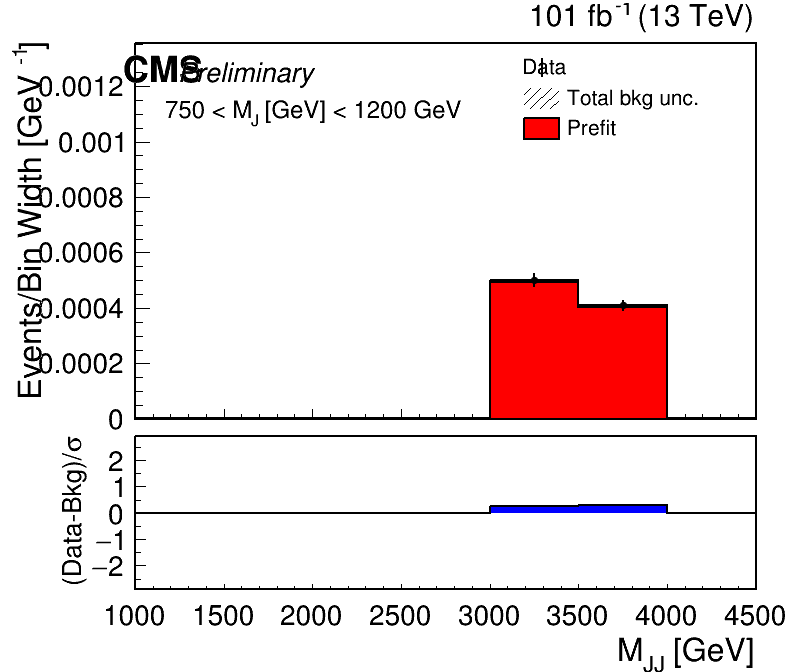 101 fb⁻¹ (13 TeV)
CMS Preliminary
750 < M_J [GeV] < 1200 GeV
Data
Total bkg unc.
Prefit
Events/Bin Width [GeV⁻¹]
0.0012
0.001
0.0008
0.0006
0.0004
0.0002
0
(Data-Bkg)/σ
2
1
0
−1
−2
1000 1500 2000 2500 3000 3500 4000 4500
M_JJ [GeV]